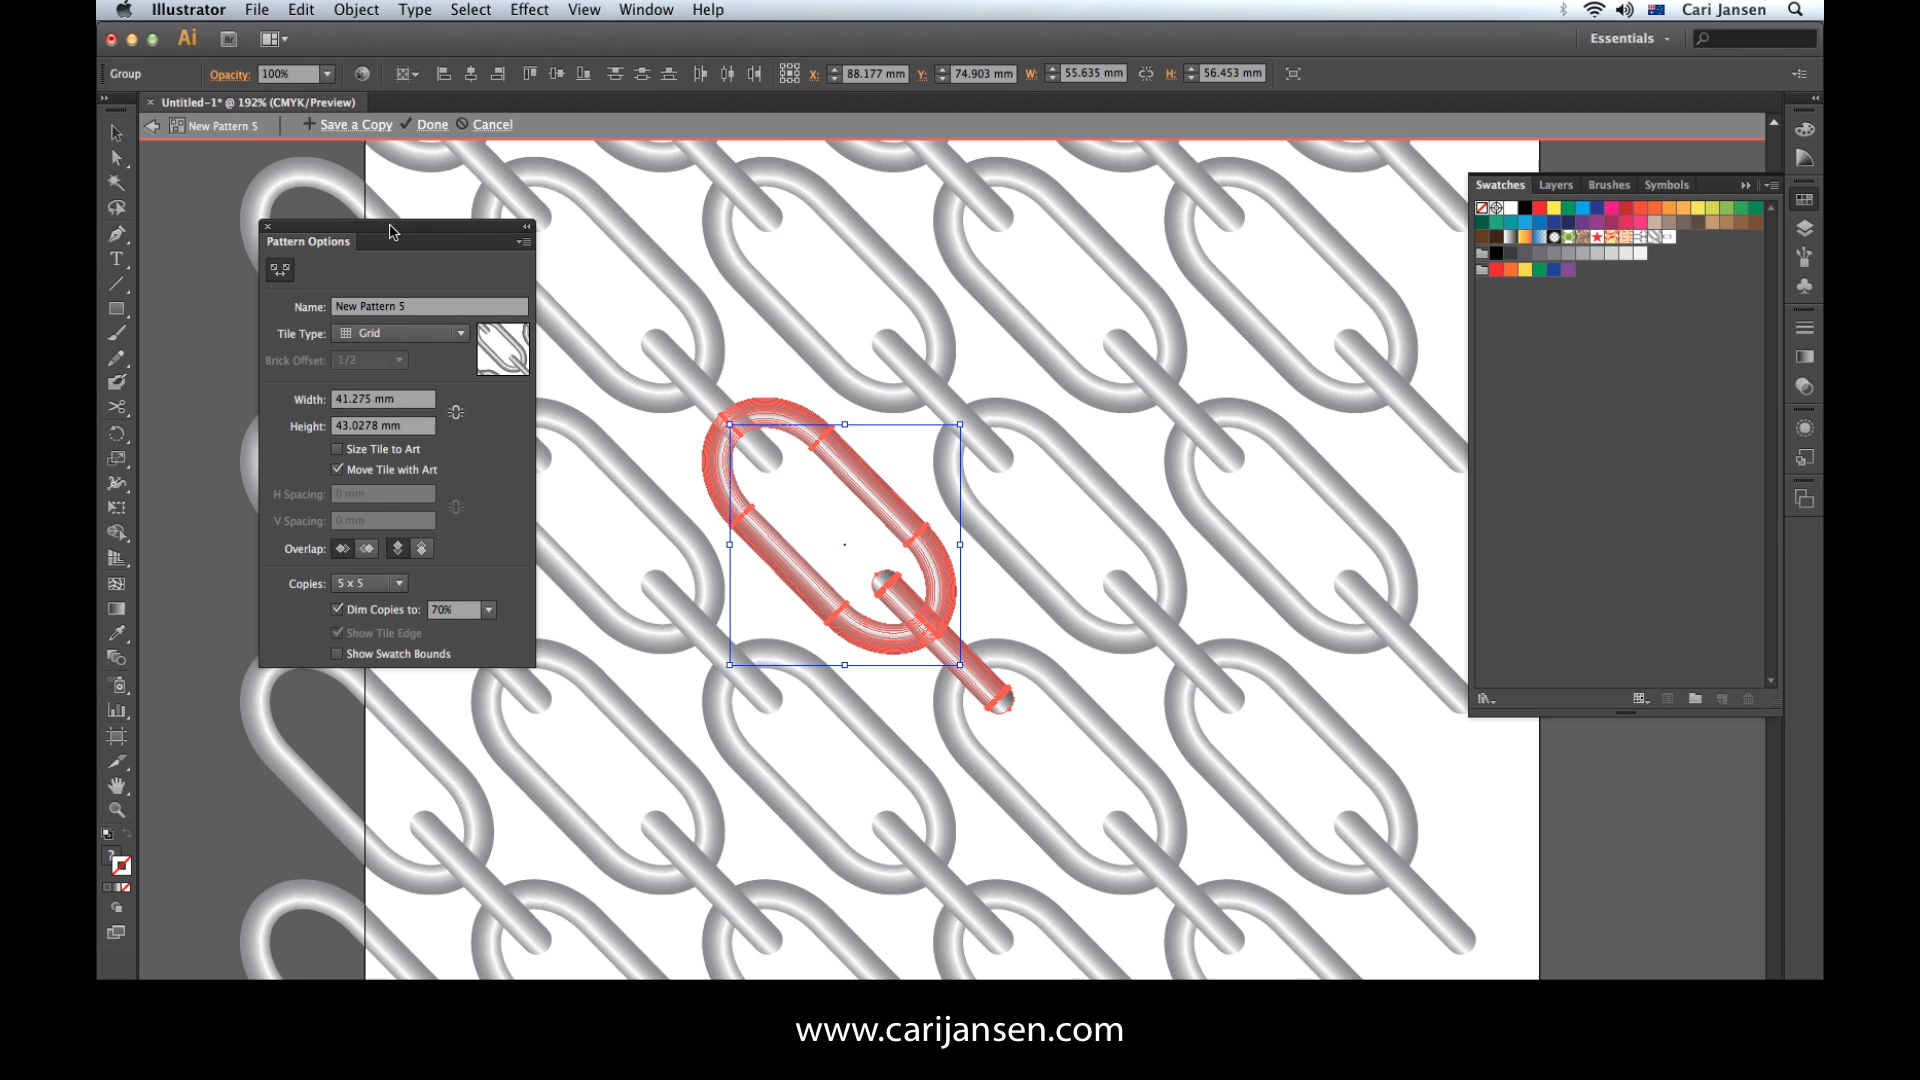 Illustrator File Edit Object Type Select Effect View Window Help Cari Jansen
Ai Br Essentials
Group Opacity: 100% X: 88.177 mm Y: 74.903 mm W: 55.635 mm H: 56.453 mm
× Untitled-1* @ 192% (CMYK/Preview)
New Pattern 5 + Save a Copy Done Cancel
Pattern Options
Name: New Pattern 5
Tile Type: Grid
Brick Offset: 1/2
Width: 41.275 mm
Height: 43.0278 mm
Size Tile to Art
Move Tile with Art
H Spacing: 0 mm
V Spacing: 0 mm
Overlap:
Copies: 5 x 5
Dim Copies to: 70%
Show Tile Edge
Show Swatch Bounds
Swatches Layers Brushes Symbols
www.carijansen.com